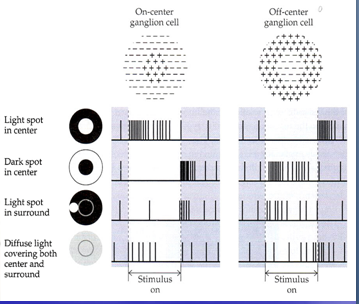 On-center
ganglion cell
Off-center
ganglion cell
Light spot
in center
Dark spot
in center
Light spot
in surround
Diffuse light
covering both
center and
surround
Stimulus
on
Stimulus
on